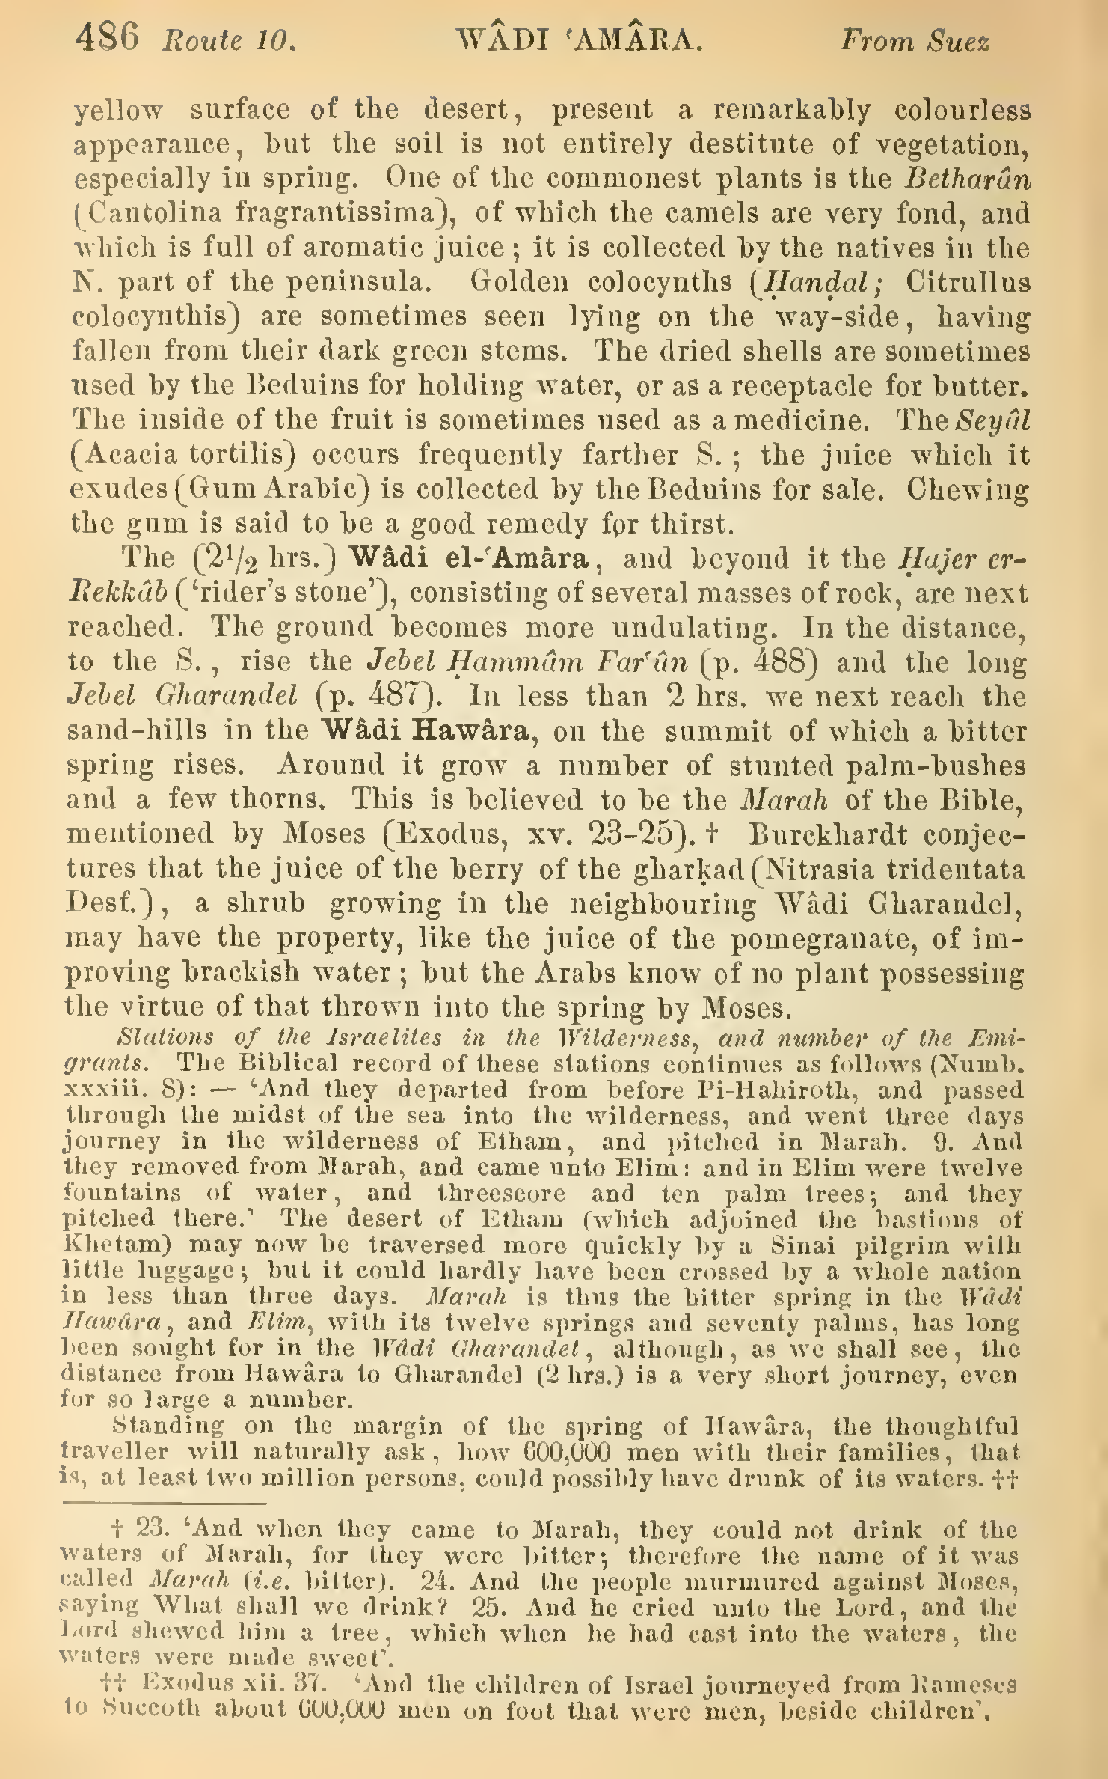 486 Route 10. WÂDI ‘AMÂRA. From Suez
yellow surface of the desert, present a remarkably colourless
appearance, but the soil is not entirely destitute of vegetation,
especially in spring. One of the commonest plants is the Betharân
(Cantolina fragrantissima), of which the camels are very fond, and
which is full of aromatic juice; it is collected by the natives in the
N. part of the peninsula. Golden colocynths (Ḥandal; Citrullus
colocynthis) are sometimes seen lying on the way-side, having
fallen from their dark green stems. The dried shells are sometimes
used by the Beduins for holding water, or as a receptacle for butter.
The inside of the fruit is sometimes used as a medicine. The Seyâl
(Acacia tortilis) occurs frequently farther S.; the juice which it
exudes (Gum Arabic) is collected by the Beduins for sale. Chewing
the gum is said to be a good remedy for thirst.
The (2½ hrs.) Wâdi el-‘Amâra, and beyond it the Ḥajer er-
Rekkâb (‘rider's stone’), consisting of several masses of rock, are next
reached. The ground becomes more undulating. In the distance,
to the S., rise the Jebel Ḥammâm Far‘ûn (p. 488) and the long
Jebel Gharandel (p. 487). In less than 2 hrs. we next reach the
sand-hills in the Wâdi Hawâra, on the summit of which a bitter
spring rises. Around it grow a number of stunted palm-bushes
and a few thorns. This is believed to be the Marah of the Bible,
mentioned by Moses (Exodus, xv. 23-25).† Burckhardt conjec-
tures that the juice of the berry of the gharḳad (Nitrasia tridentata
Desf.), a shrub growing in the neighbouring Wâdi Gharandel,
may have the property, like the juice of the pomegranate, of im-
proving brackish water; but the Arabs know of no plant possessing
the virtue of that thrown into the spring by Moses.
Stations of the Israelites in the Wilderness, and number of the Emi-
grants. The Biblical record of these stations continues as follows (Numb.
xxxiii. 8): — ‘And they departed from before Pi-Hahiroth, and passed
through the midst of the sea into the wilderness, and went three days
journey in the wilderness of Etham, and pitched in Marah. 9. And
they removed from Marah, and came unto Elim: and in Elim were twelve
fountains of water, and threescore and ten palm trees; and they
pitched there.’ The desert of Etham (which adjoined the bastions of
Khetam) may now be traversed more quickly by a Sinai pilgrim with
little luggage; but it could hardly have been crossed by a whole nation
in less than three days. Marah is thus the bitter spring in the Wâdi
Hawâra, and Elim, with its twelve springs and seventy palms, has long
been sought for in the Wâdi Gharandel, although, as we shall see, the
distance from Hawâra to Gharandel (2 hrs.) is a very short journey, even
for so large a number.
Standing on the margin of the spring of Hawâra, the thoughtful
traveller will naturally ask, how 600,000 men with their families, that
is, at least two million persons, could possibly have drunk of its waters. ††
† 23. ‘And when they came to Marah, they could not drink of the
waters of Marah, for they were bitter; therefore the name of it was
called Marah (i.e. bitter). 24. And the people murmured against Moses,
saying What shall we drink? 25. And he cried unto the Lord, and the
Lord shewed him a tree, which when he had cast into the waters, the
waters were made sweet’.
†† Exodus xii. 37. ‘And the children of Israel journeyed from Rameses
to Succoth about 600,000 men on foot that were men, beside children’.